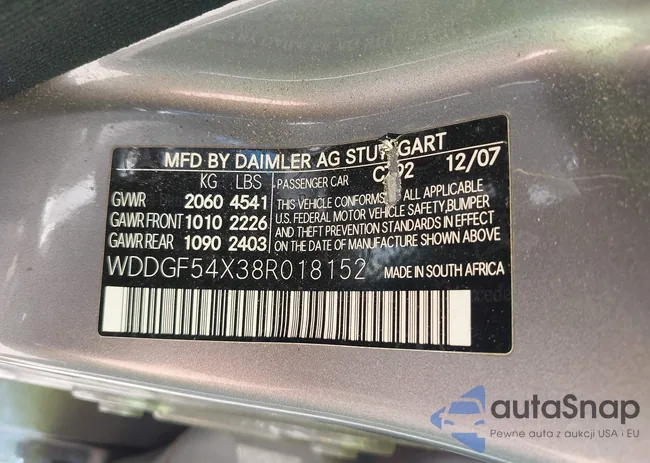 MFD BY DAIMLER AG STUTTGART
KG LBS PASSENGER CAR 12/07
GVWR 2060 4541 THIS VEHICLE CONFORMS TO ALL APPLICABLE
GAWR FRONT 1010 2226 U.S. FEDERAL MOTOR VEHICLE SAFETY, BUMPER
GAWR REAR 1090 2403 AND THEFT PREVENTION STANDARDS IN EFFECT
ON THE DATE OF MANUFACTURE SHOWN ABOVE.
WDDGF54X38R018152 MADE IN SOUTH AFRICA
autaSnap
Pewne auta z aukcji USA i EU